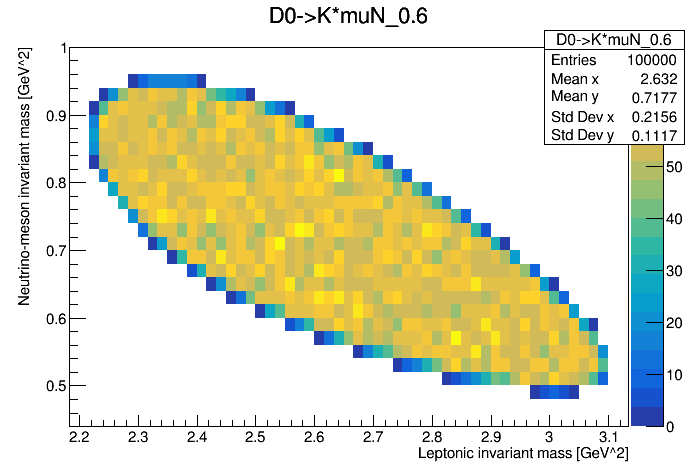 D0->K*muN_0.6
D0->K*muN_0.6
Entries 100000
Mean x 2.632
Mean y 0.7177
Std Dev x 0.2156
Std Dev y 0.1117
Neutrino-meson invariant mass [GeV^2]
1
0.9
0.8
0.7
0.6
0.5
50
40
30
20
10
0
2.2 2.3 2.4 2.5 2.6 2.7 2.8 2.9 3 3.1
Leptonic invariant mass [GeV^2]